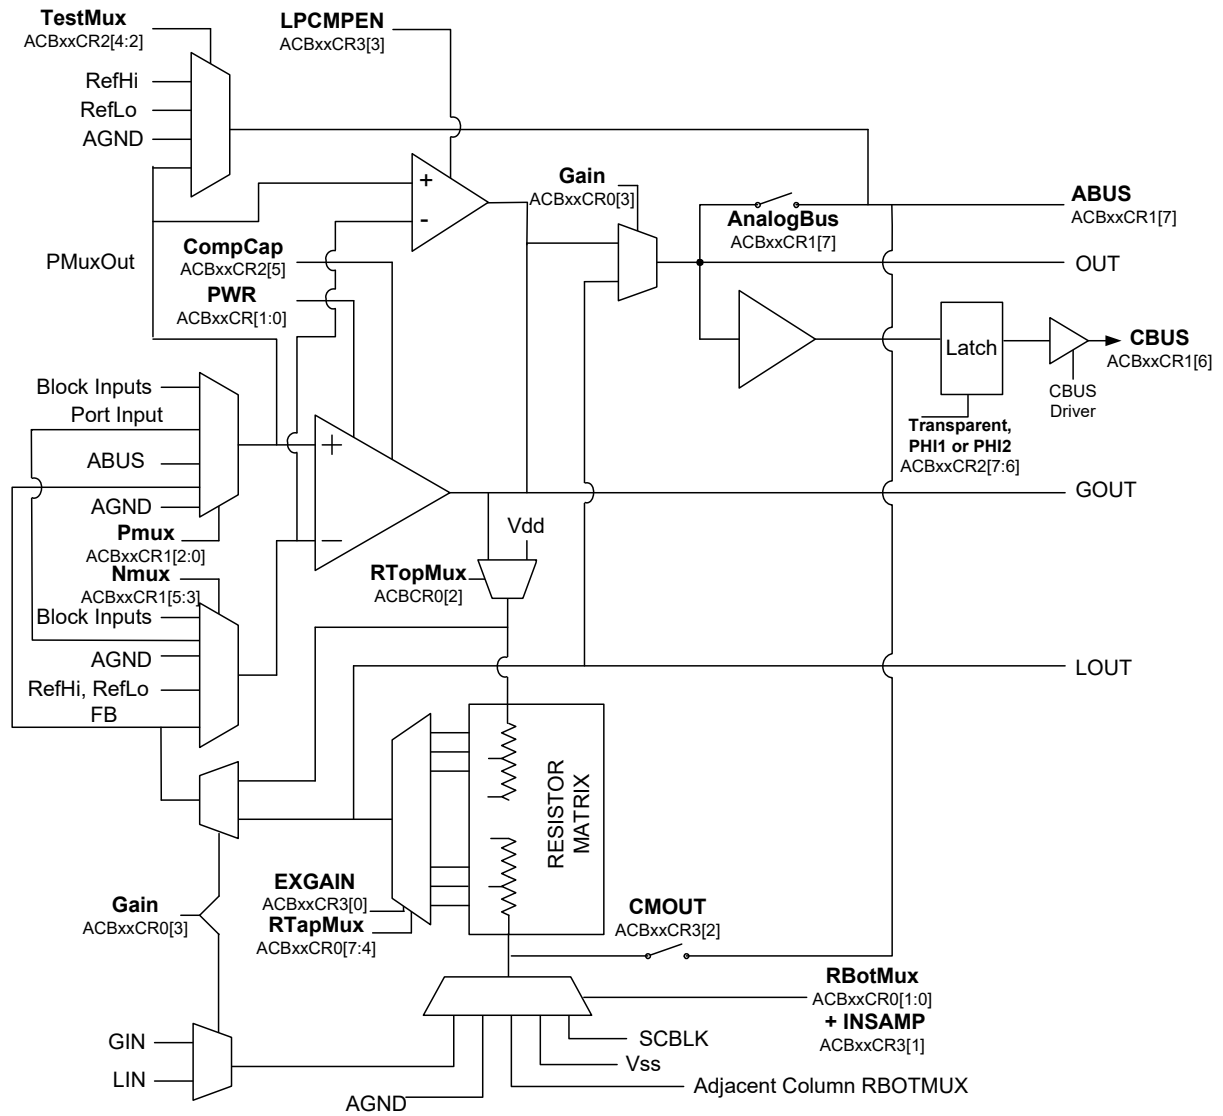 TestMux
ACBxxCR2[4:2]
RefHi
RefLo
AGND
LPCMPEN
ACBxxCR3[3]
+
-
Gain
ACBxxCR0[3]
AnalogBus
ACBxxCR1[7]
ABUS
ACBxxCR1[7]
OUT
PMuxOut
CompCap
ACBxxCR2[5]
PWR
ACBxxCR[1:0]
Latch
CBUS
ACBxxCR1[6]
CBUS
Driver
Transparent,
PHI1 or PHI2
ACBxxCR2[7:6]
Block Inputs
Port Input
ABUS
AGND
Pmux
ACBxxCR1[2:0]
+
−
GOUT
Vdd
RTopMux
ACBCR0[2]
Nmux
ACBxxCR1[5:3]
Block Inputs
AGND
RefHi, RefLo
FB
LOUT
RESISTOR
MATRIX
EXGAIN
ACBxxCR3[0]
RTapMux
ACBxxCR0[7:4]
Gain
ACBxxCR0[3]
CMOUT
ACBxxCR3[2]
RBotMux
ACBxxCR0[1:0]
+ INSAMP
ACBxxCR3[1]
GIN
LIN
SCBLK
Vss
Adjacent Column RBOTMUX
AGND